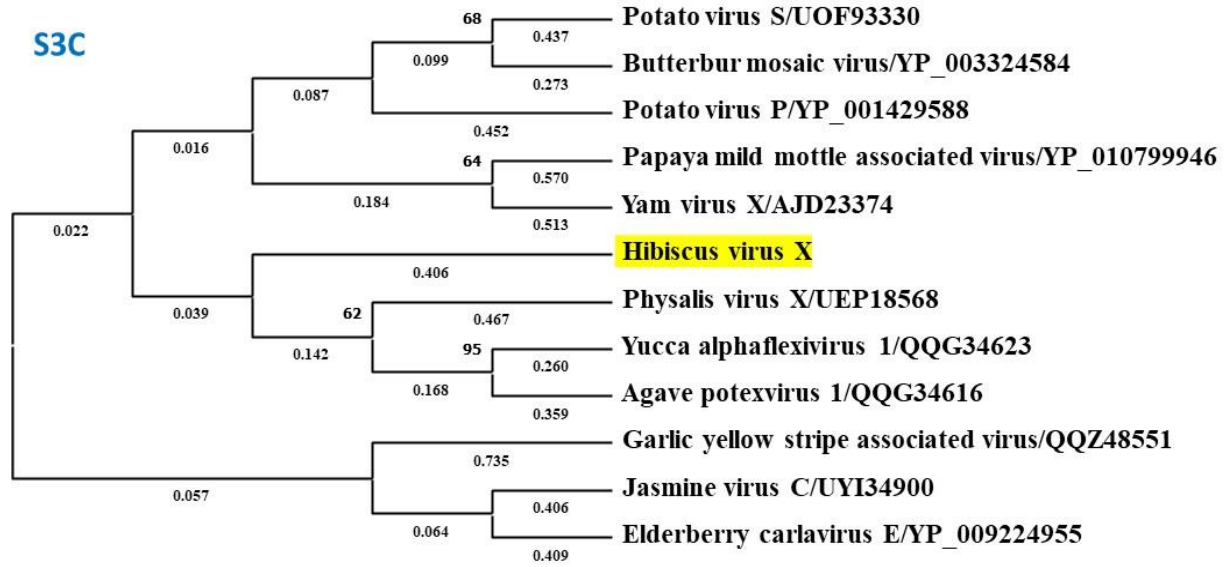 S3C
68
Potato virus S/UOF93330
0.437
0.099
Butterbur mosaic virus/YP_003324584
0.273
0.087
Potato virus P/YP_001429588
0.452
0.016
64
Papaya mild mottle associated virus/YP_010799946
0.570
0.184
Yam virus X/AJD23374
0.513
0.022
Hibiscus virus X
0.406
0.039
62
Physalis virus X/UEP18568
0.467
0.142
95
Yucca alphaflexivirus 1/QQG34623
0.260
0.168
Agave potexvirus 1/QQG34616
0.359
Garlic yellow stripe associated virus/QQZ48551
0.735
0.057
Jasmine virus C/UYI34900
0.406
0.064
Elderberry carlavirus E/YP_009224955
0.409